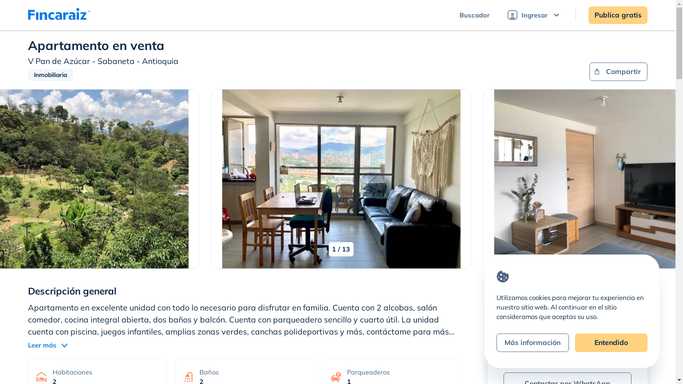 Fincaraiz
Buscador
Ingresar
Publica gratis
Apartamento en venta
V Pan de Azúcar - Sabaneta - Antioquia
Inmobiliaria
Compartir
1 / 13
Descripción general
Apartamento en excelente unidad con todo lo necesario para disfrutar en familia. Cuenta con 2 alcobas, salón
comedor, cocina integral abierta, dos baños y balcón. Cuenta con parqueadero sencillo y cuarto útil. La unidad
cuenta con piscina, juegos infantiles, amplias zonas verdes, canchas polideportivas y más, contáctame para más...
Leer más
Habitaciones
2
Baños
2
Parqueaderos
1
Utilizamos cookies para mejorar tu experiencia en
nuestro sitio web. Al continuar en el sitio
consideramos que aceptas su uso.
Más información
Entendido
Contactar por WhatsApp